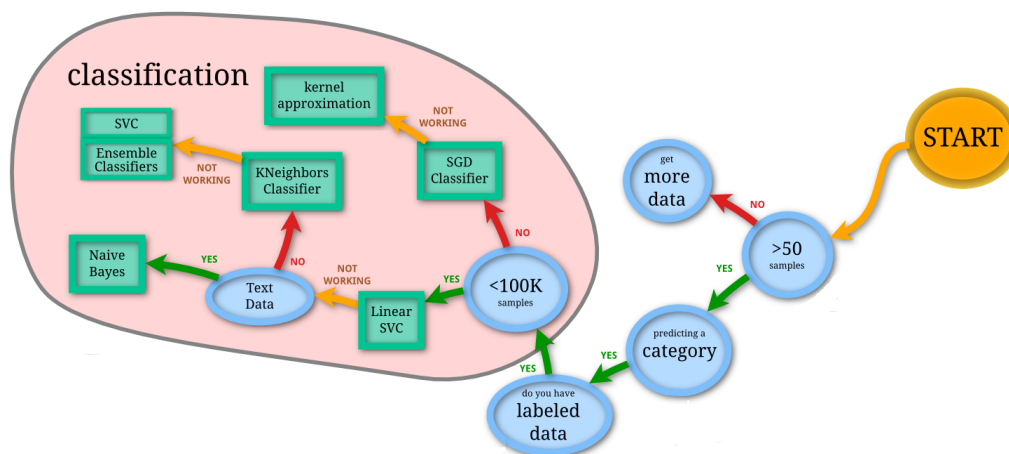 classification
kernel
approximation
NOT
WORKING
SVC
Ensemble
Classifiers
NOT
WORKING
KNeighbors
Classifier
SGD
Classifier
START
get
more
data
NO
>50
samples
YES
Naive
Bayes
YES
NO
Text
Data
NOT
WORKING
Linear
SVC
YES
NO
<100K
samples
YES
predicting a
category
YES
do you have
labeled
data